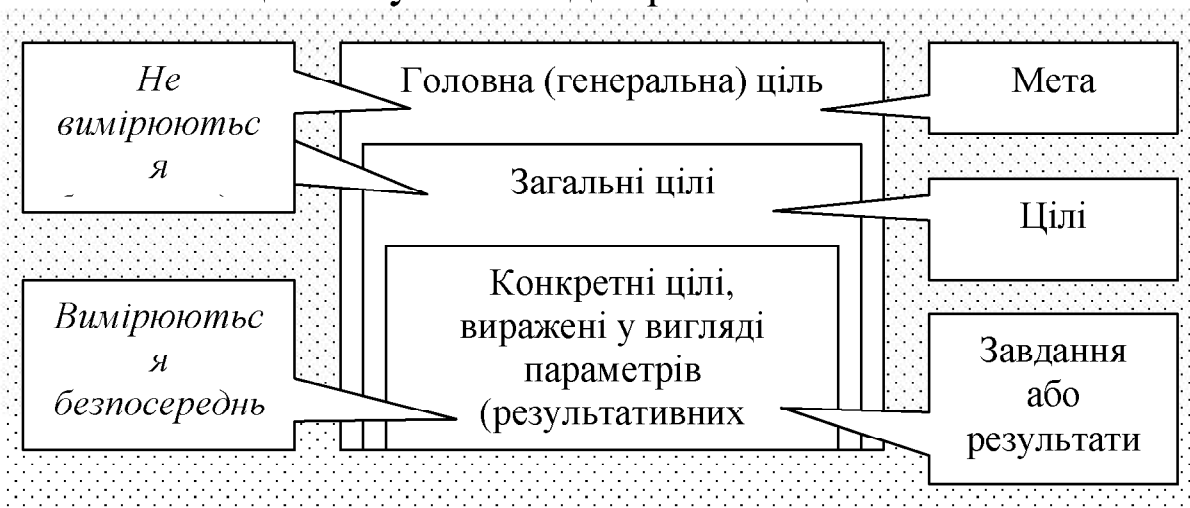 Не
вимірюютьс
я
Головна (генеральна) ціль
Мета
Загальні цілі
Цілі
Вимірюютьс
я
безпосередн��
Конкретні цілі,
виражені у вигляді
параметрів
(результативних
Завдання
або
результати